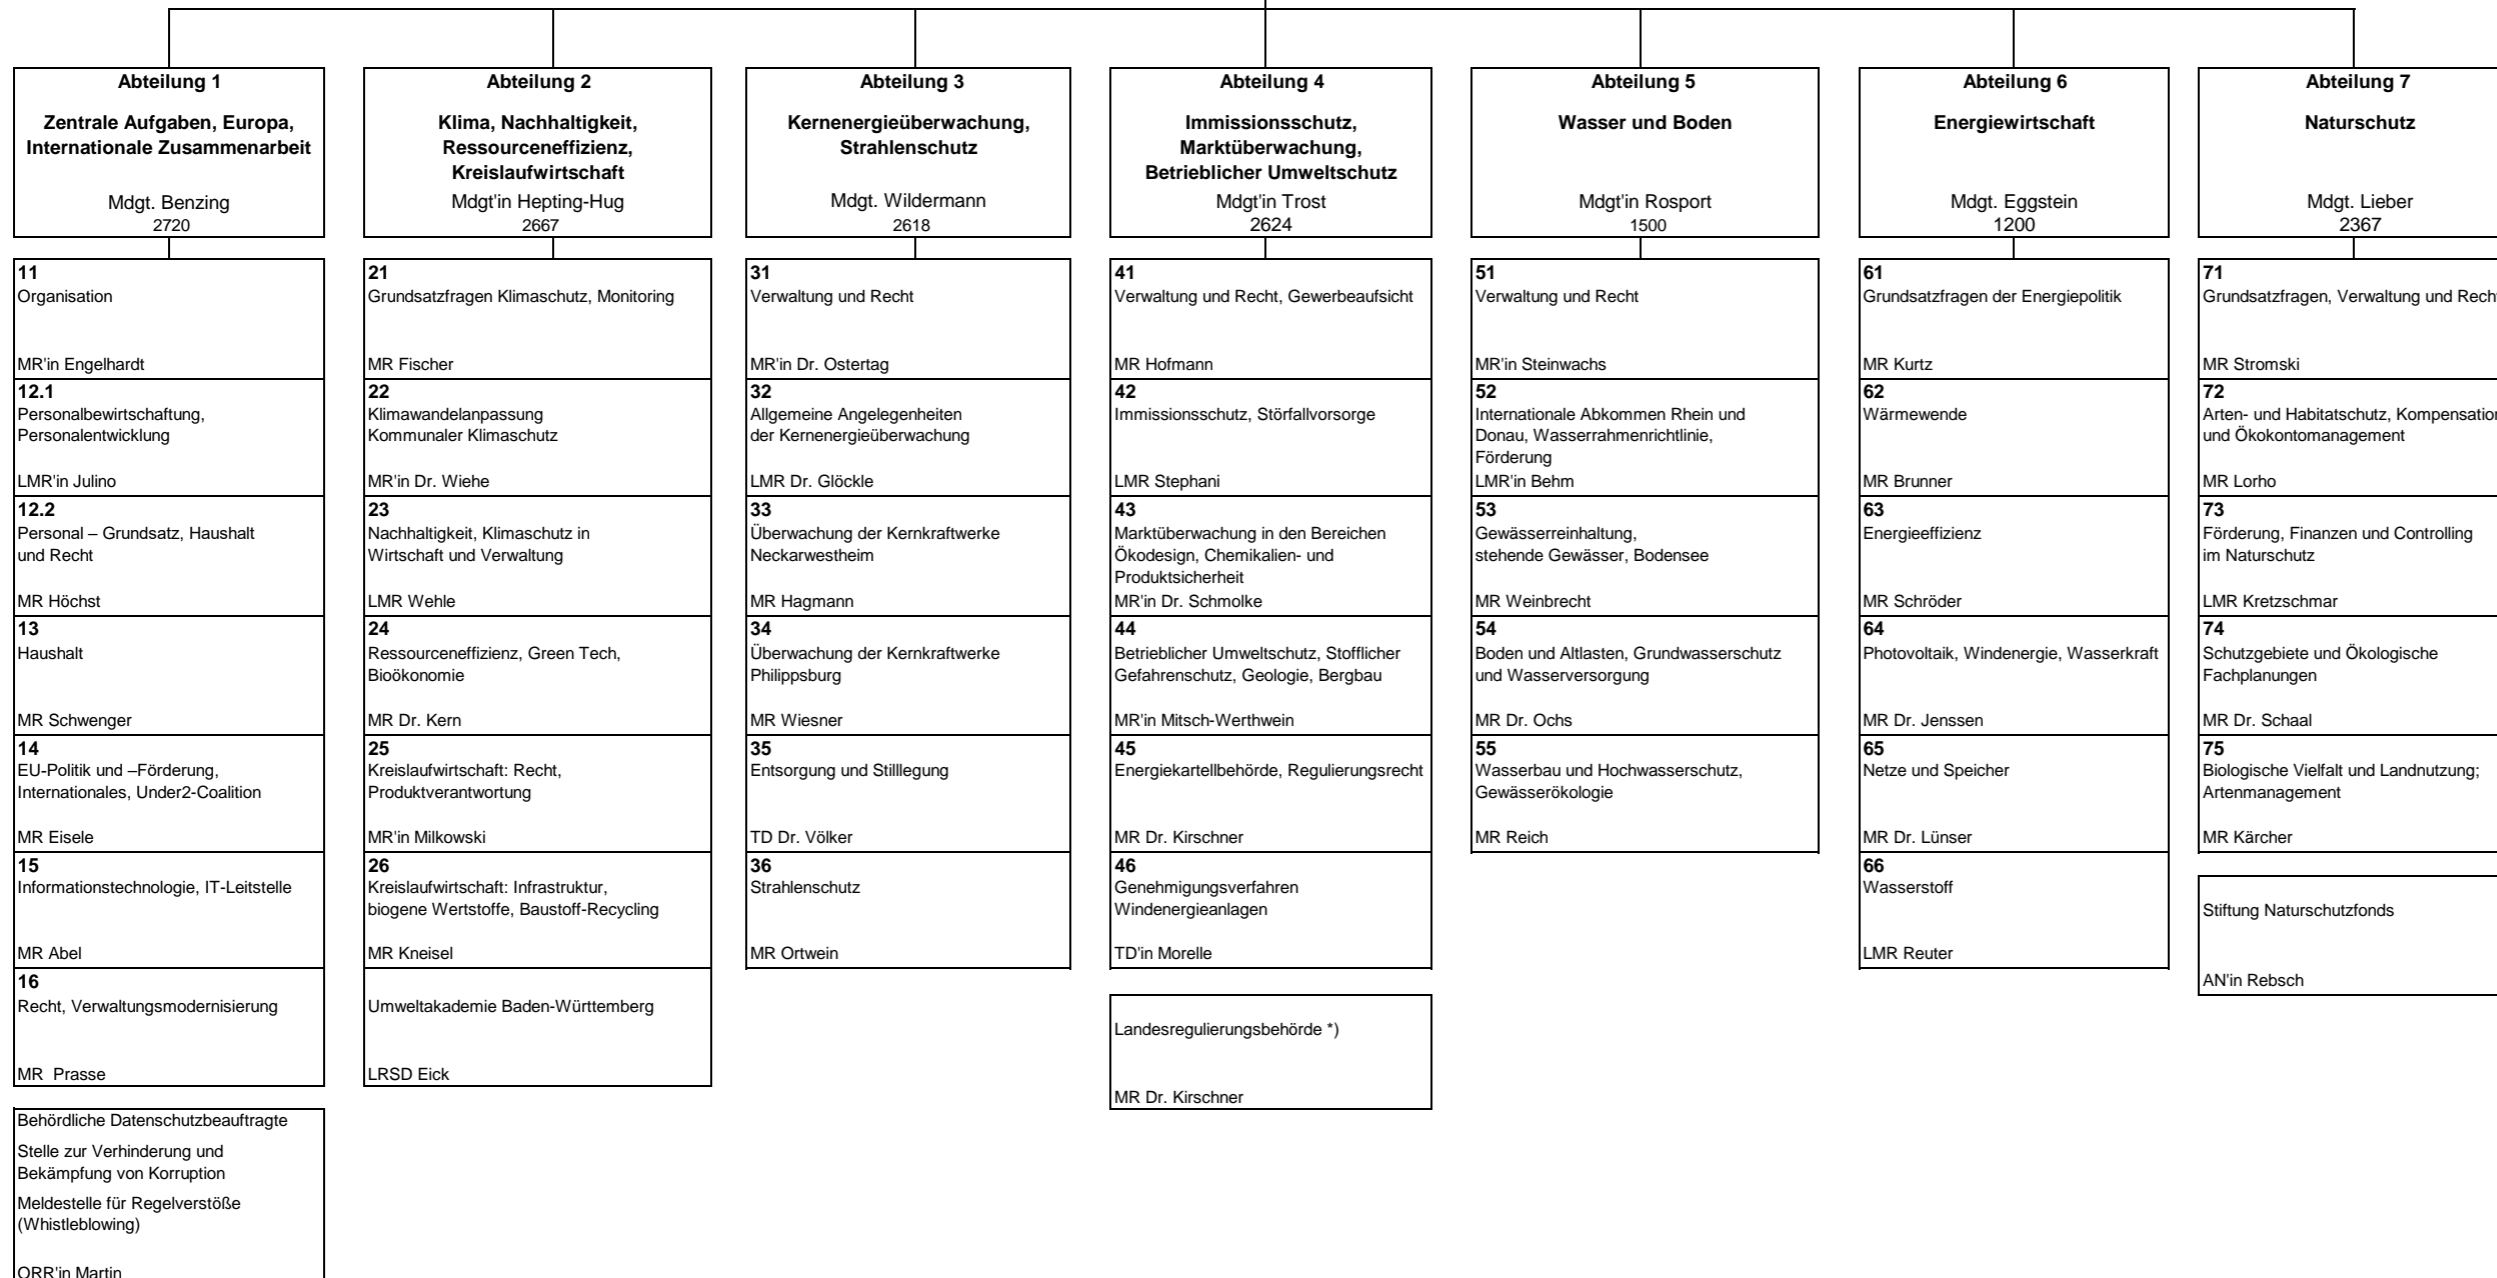 Abteilung 1
Zentrale Aufgaben, Europa,
Internationale Zusammenarbeit
Mdgt. Benzing
2720
11
Organisation
MR'in Engelhardt
12.1
Personalbewirtschaftung,
Personalentwicklung
LMR'in Julino
12.2
Personal – Grundsatz, Haushalt
und Recht
MR Höchst
13
Haushalt
MR Schwenger
14
EU-Politik und –Förderung,
Internationales, Under2-Coalition
MR Eisele
15
Informationstechnologie, IT-Leitstelle
MR Abel
16
Recht, Verwaltungsmodernisierung
MR  Prasse
Behördliche Datenschutzbeauftragte
Stelle zur Verhinderung und
Bekämpfung von Korruption
Meldestelle für Regelverstöße
(Whistleblowing)
ORR'in Martin
Abteilung 2
Klima, Nachhaltigkeit,
Ressourceneffizienz,
Kreislaufwirtschaft
Mdgt'in Hepting-Hug
2667
21
Grundsatzfragen Klimaschutz, Monitoring
MR Fischer
22
Klimawandelanpassung
Kommunaler Klimaschutz
MR'in Dr. Wiehe
23
Nachhaltigkeit, Klimaschutz in
Wirtschaft und Verwaltung
LMR Wehle
24
Ressourceneffizienz, Green Tech,
Bioökonomie
MR Dr. Kern
25
Kreislaufwirtschaft: Recht,
Produktverantwortung
MR'in Milkowski
26
Kreislaufwirtschaft: Infrastruktur,
biogene Wertstoffe, Baustoff-Recycling
MR Kneisel
Umweltakademie Baden-Württemberg
LRSD Eick
Abteilung 3
Kernenergieüberwachung,
Strahlenschutz
Mdgt. Wildermann
2618
31
Verwaltung und Recht
MR'in Dr. Ostertag
32
Allgemeine Angelegenheiten
der Kernenergieüberwachung
LMR Dr. Glöckle
33
Überwachung der Kernkraftwerke
Neckarwestheim
MR Hagmann
34
Überwachung der Kernkraftwerke
Philippsburg
MR Wiesner
35
Entsorgung und Stilllegung
TD Dr. Völker
36
Strahlenschutz
MR Ortwein
Abteilung 4
Immissionsschutz,
Marktüberwachung,
Betrieblicher Umweltschutz
Mdgt'in Trost
2624
41
Verwaltung und Recht, Gewerbeaufsicht
MR Hofmann
42
Immissionsschutz, Störfallvorsorge
LMR Stephani
43
Marktüberwachung in den Bereichen
Ökodesign, Chemikalien- und
Produktsicherheit
MR'in Dr. Schmolke
44
Betrieblicher Umweltschutz, Stofflicher
Gefahrenschutz, Geologie, Bergbau
MR'in Mitsch-Werthwein
45
Energiekartellbehörde, Regulierungsrecht
MR Dr. Kirschner
46
Genehmigungsverfahren
Windenergieanlagen
TD'in Morelle
Landesregulierungsbehörde *)
MR Dr. Kirschner
Abteilung 5
Wasser und Boden
Mdgt'in Rosport
1500
51
Verwaltung und Recht
MR'in Steinwachs
52
Internationale Abkommen Rhein und
Donau, Wasserrahmenrichtlinie,
Förderung
LMR'in Behm
53
Gewässerreinhaltung,
stehende Gewässer, Bodensee
MR Weinbrecht
54
Boden und Altlasten, Grundwasserschutz
und Wasserversorgung
MR Dr. Ochs
55
Wasserbau und Hochwasserschutz,
Gewässerökologie
MR Reich
Abteilung 6
Energiewirtschaft
Mdgt. Eggstein
1200
61
Grundsatzfragen der Energiepolitik
MR Kurtz
62
Wärmewende
MR Brunner
63
Energieeffizienz
MR Schröder
64
Photovoltaik, Windenergie, Wasserkraft
MR Dr. Jenssen
65
Netze und Speicher
MR Dr. Lünser
66
Wasserstoff
LMR Reuter
Abteilung 7
Naturschutz
Mdgt. Lieber
2367
71
Grundsatzfragen, Verwaltung und Recht
MR Stromski
72
Arten- und Habitatschutz, Kompensation
und Ökokontomanagement
MR Lorho
73
Förderung, Finanzen und Controlling
im Naturschutz
LMR Kretzschmar
74
Schutzgebiete und Ökologische
Fachplanungen
MR Dr. Schaal
75
Biologische Vielfalt und Landnutzung;
Artenmanagement
MR Kärcher
Stiftung Naturschutzfonds
AN'in Rebsch